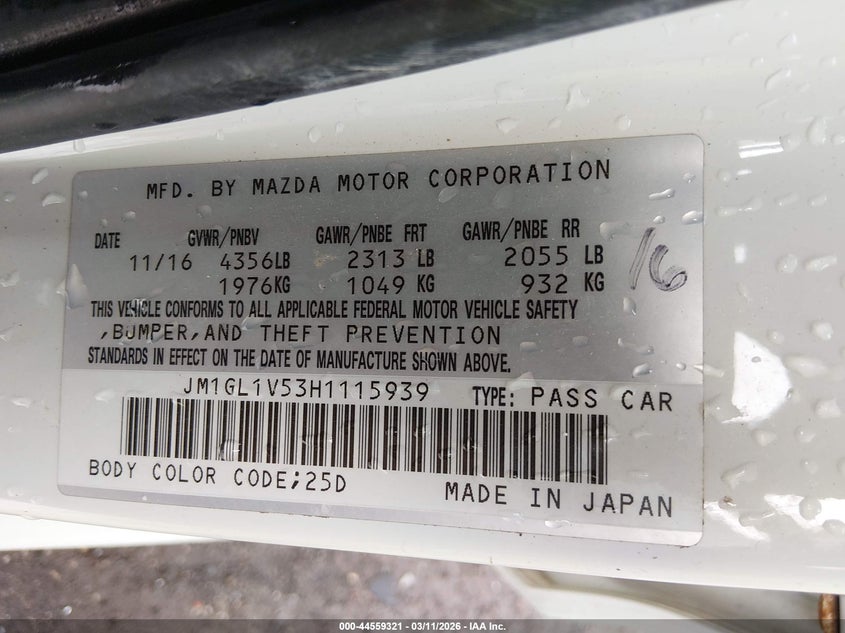 MFD. BY MAZDA MOTOR CORPORATION
DATE GVWR/PNBV GAWR/PNBE FRT GAWR/PNBE RR
11/16 4356LB 2313 LB 2055 LB
1976KG 1049 KG 932 KG
16
THIS VEHICLE CONFORMS TO ALL APPLICABLE FEDERAL MOTOR VEHICLE SAFETY
,BUMPER,AND THEFT PREVENTION
STANDARDS IN EFFECT ON THE DATE OF MANUFACTURE SHOWN ABOVE.
JM1GL1V53H1115939 TYPE: PASS CAR
BODY COLOR CODE;25D
MADE IN JAPAN
000-44559321 - 03/11/2026 - IAA Inc.